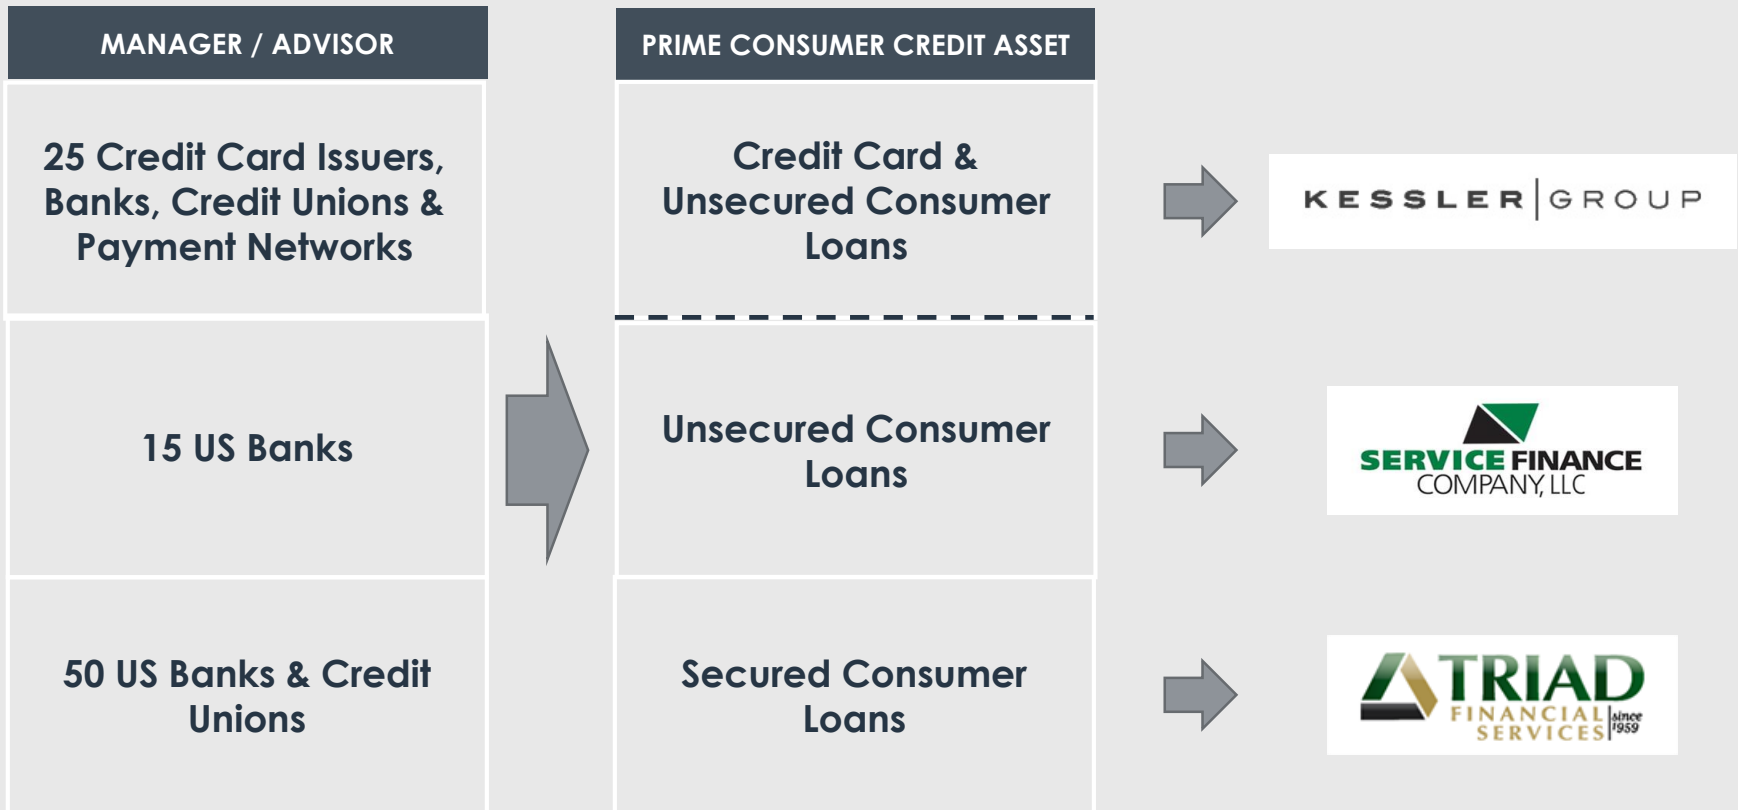 MANAGER / ADVISOR
PRIME CONSUMER CREDIT ASSET
25 Credit Card Issuers,
Banks, Credit Unions &
Payment Networks
Credit Card &
Unsecured Consumer
Loans
KESSLER|GROUP
15 US Banks
Unsecured Consumer
Loans
SERVICE FINANCE
COMPANY, LLC
50 US Banks & Credit
Unions
Secured Consumer
Loans
TRIAD
FINANCIAL
SERVICES
since
1959